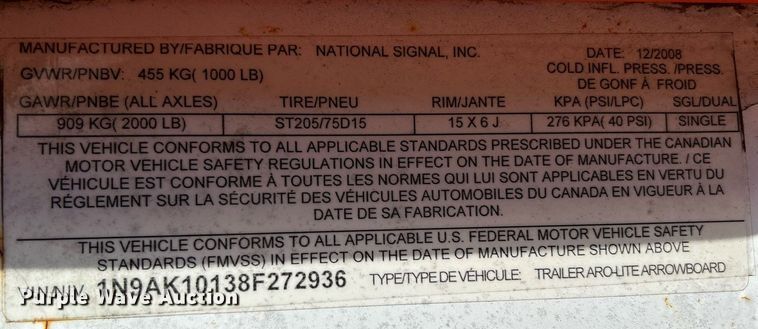 MANUFACTURED BY/FABRIQUE PAR: NATIONAL SIGNAL, INC. DATE: 12/2008
GVWR/PNBV: 455 KG( 1000 LB) COLD INFL. PRESS. /PRESS.
DE GONF À FROID
GAWR/PNBE (ALL AXLES) TIRE/PNEU RIM/JANTE KPA (PSI/LPC) SGL/DUAL
909 KG( 2000 LB) ST205/75D15 15 X 6 J 276 KPA( 40 PSI) SINGLE
THIS VEHICLE CONFORMS TO ALL APPLICABLE STANDARDS PRESCRIBED UNDER THE CANADIAN
MOTOR VEHICLE SAFETY REGULATIONS IN EFFECT ON THE DATE OF MANUFACTURE. / CE
VÉHICULE EST CONFORME À TOUTES LES NORMES QUI LUI SONT APPLICABLES EN VERTU DU
RÉGLEMENT SUR LA SÉCURITÉ DES VÉHICULES AUTOMOBILES DU CANADA EN VIGUEUR À LA
DATE DE SA FABRICATION.
THIS VEHICLE CONFORMS TO ALL APPLICABLE U.S. FEDERAL MOTOR VEHICLE SAFETY
STANDARDS (FMVSS) IN EFFECT ON THE DATE OF MANUFACTURE SHOWN ABOVE
VIN/NIV 1N9AK10138F272936 TYPE/TYPE DE VÉHICULE: TRAILER ARO-LITE ARROWBOARD
Purple Wave Auction